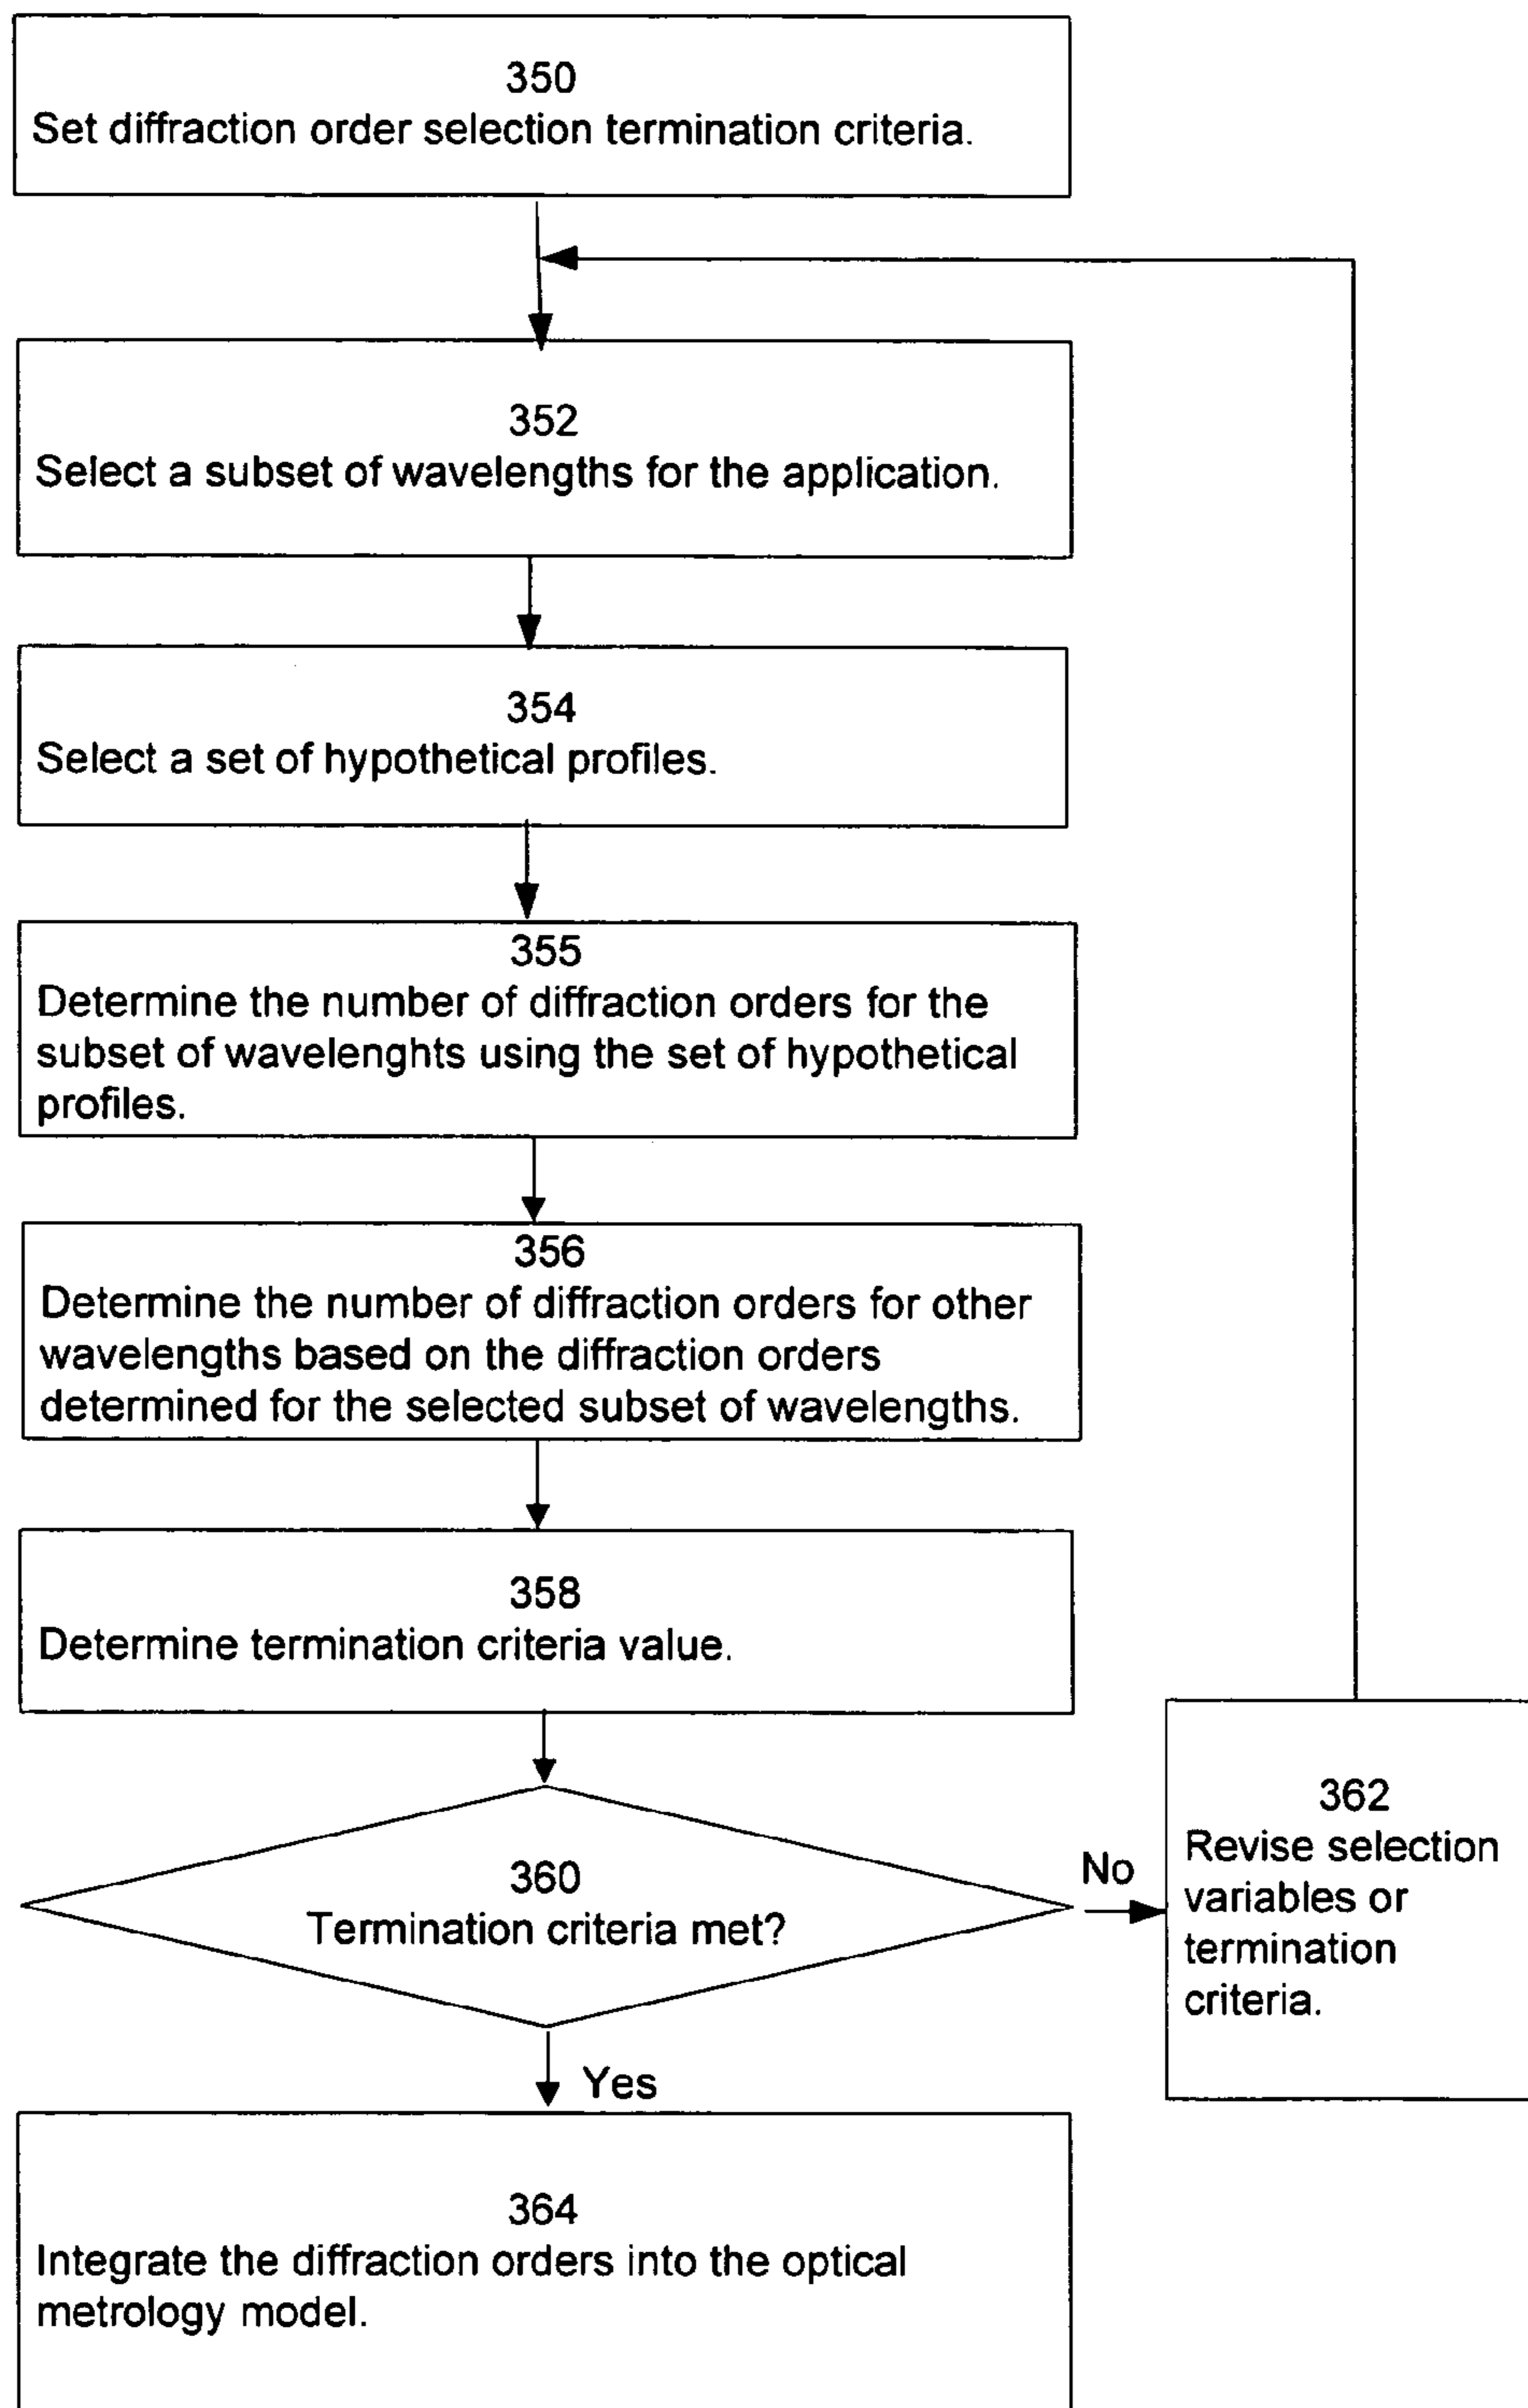 350
Set diffraction order selection termination criteria.
352
Select a subset of wavelengths for the application.
354
Select a set of hypothetical profiles.
355
Determine the number of diffraction orders for the
subset of wavelenghts using the set of hypothetical
profiles.
356
Determine the number of diffraction orders for other
wavelengths based on the diffraction orders
determined for the selected subset of wavelengths.
358
Determine termination criteria value.
360
Termination criteria met?
No
362
Revise selection
variables or
termination
criteria.
Yes
364
Integrate the diffraction orders into the optical
metrology model.